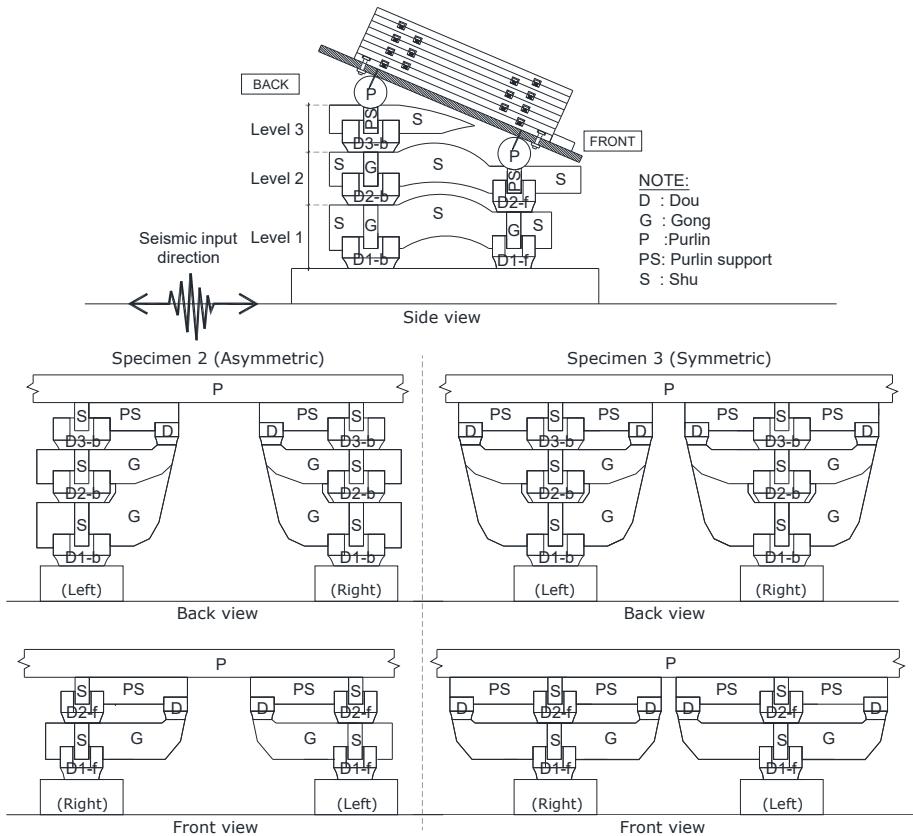 BACK
P
PS
S
Level 3
D3-b
FRONT
P
S
G
S
PS
S
Level 2
D2-b
D2-f
NOTE:
D : Dou
G : Gong
P :Purlin
PS: Purlin support
S : Shu
S
G
S
G
S
Level 1
D1-b
D1-f
Seismic input
direction
Side view
Specimen 2 (Asymmetric)
P
S
PS
PS
S
D
D
D3-b
D3-b
S
G
G
S
D2-b
D2-b
S
G
G
S
D1-b
D1-b
(Left)
(Right)
Back view
Specimen 3 (Symmetric)
P
PS
S
PS
PS
S
PS
D
D
D
D
D3-b
D3-b
S
G
G
S
D2-b
D2-b
S
G
G
S
D1-b
D1-b
(Left)
(Right)
Back view
P
S
PS
PS
S
D2-f
D
D
D2-f
S
G
G
S
D1-f
D1-f
(Right)
(Left)
Front view
P
PS
S
PS
PS
S
PS
D
D2-f
D
D
D2-f
D
S
G
S
G
D1-f
D1-f
(Right)
(Left)
Front view